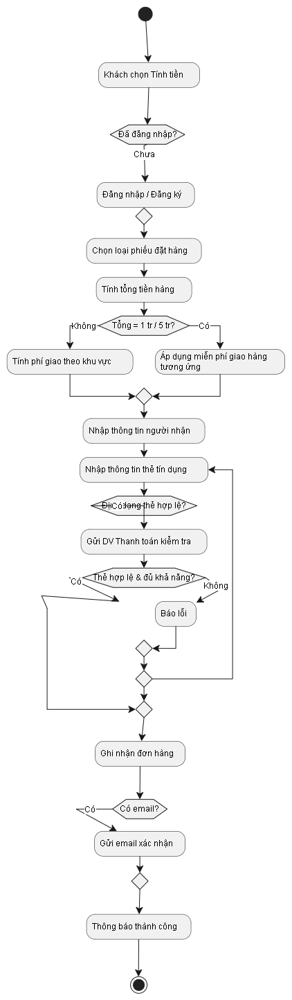 Khách chọn Tính tiền
Đã đăng nhập?
Chưa
Đăng nhập / Đăng ký
Chọn loại phiếu đặt hàng
Tính tổng tiền hàng
Không
Tổng = 1 tr / 5 tr?
Có
Tính phí giao theo khu vực
Áp dụng miễn phí giao hàng
tương ứng
Nhập thông tin người nhận
Nhập thông tin thẻ tín dụng
Có
thẻ hợp lệ?
Gửi DV Thanh toán kiểm tra
Có
Thẻ hợp lệ & đủ khả năng?
Không
Báo lỗi
Ghi nhận đơn hàng
Có
Có email?
Gửi email xác nhận
Thông báo thành công